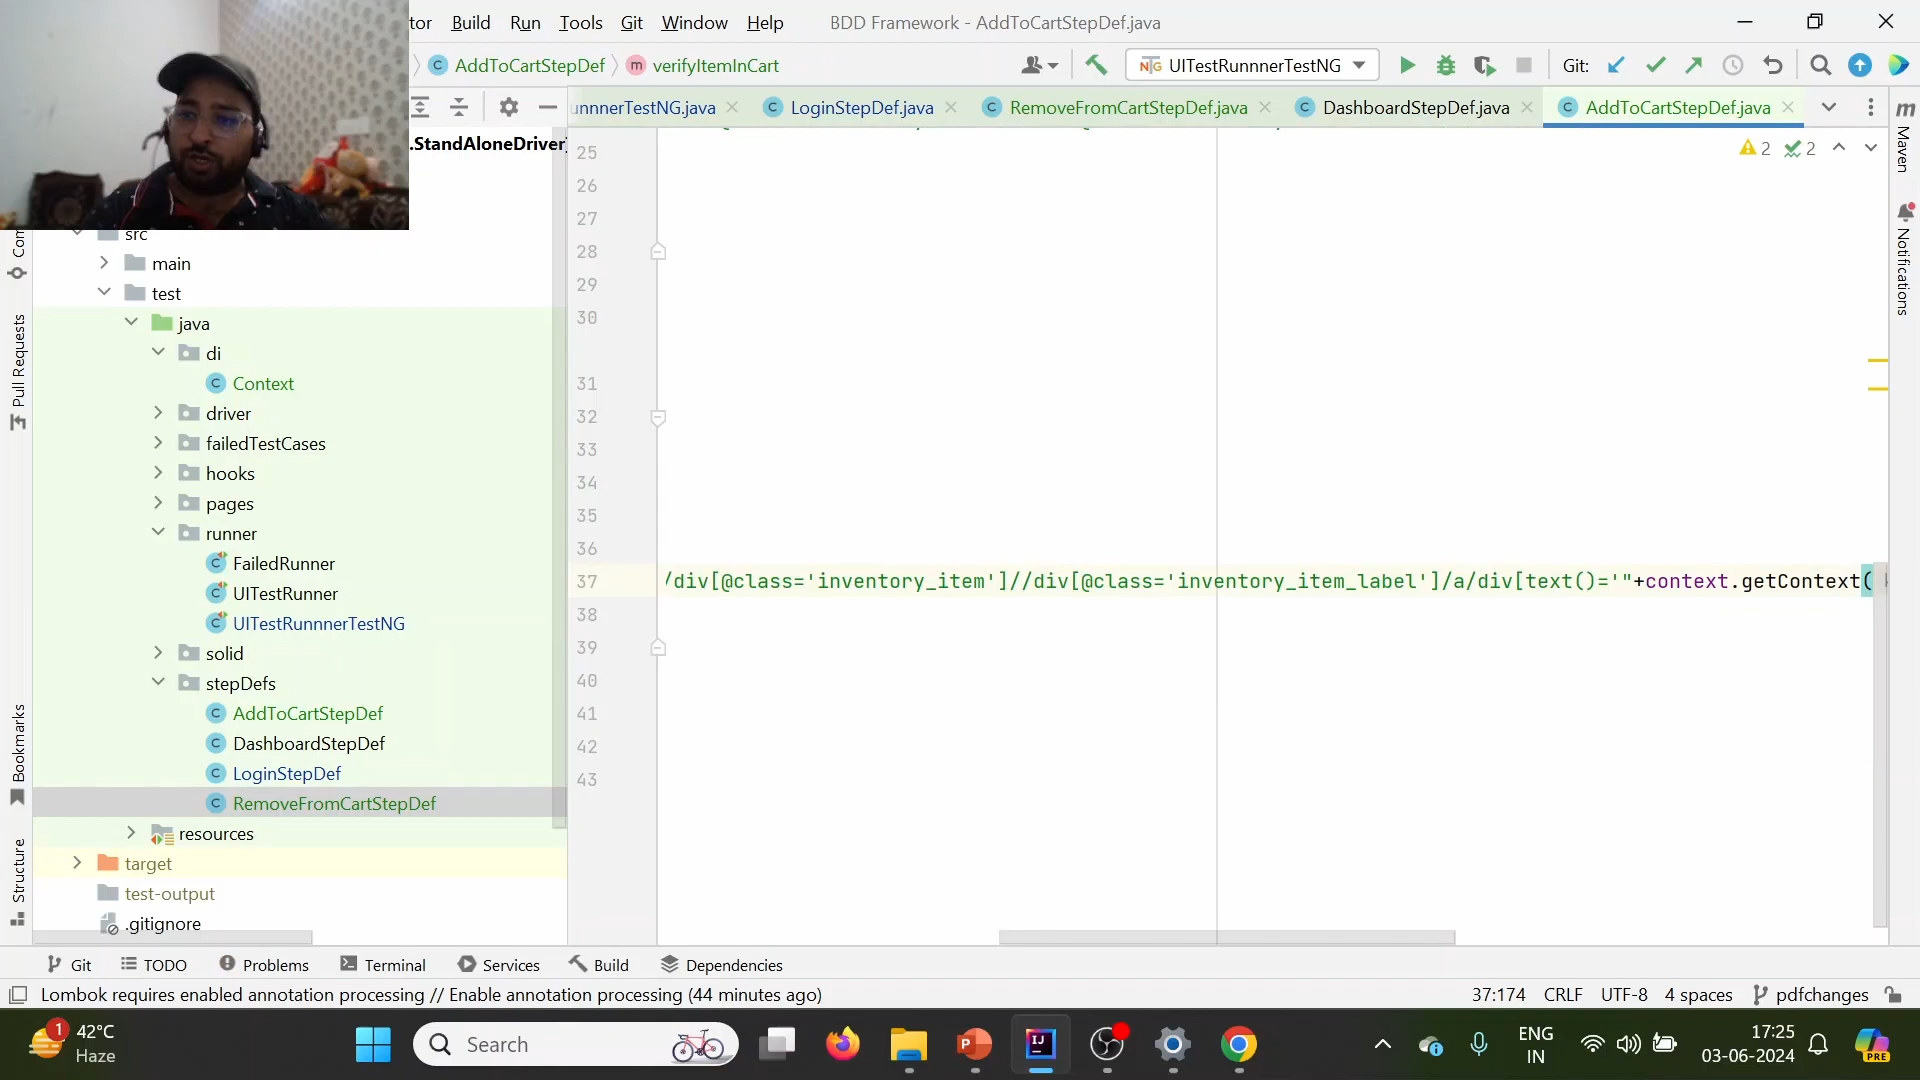 tor Build Run Tools Git Window Help BDD Framework - AddToCartStepDef.java
AddToCartStepDef verifyItemInCart UITestRunnnerTestNG Git:
unnnerTestNG.java LoginStepDef.java RemoveFromCartStepDef.java DashboardStepDef.java AddToCartStepDef.java
.StandAloneDriver
2 2
Maven
Notifications
Com
Pull Requests
Bookmarks
Structure
src
main
test
java
di
Context
driver
failedTestCases
hooks
pages
runner
FailedRunner
UITestRunner
UITestRunnnerTestNG
solid
stepDefs
AddToCartStepDef
DashboardStepDef
LoginStepDef
RemoveFromCartStepDef
resources
target
test-output
.gitignore
25
26
27
28
29
30
31
32
33
34
35
36
37 /div[@class='inventory_item']//div[@class='inventory_item_label']/a/div[text()='"+context.getContext(
38
39
40
41
42
43
Git TODO Problems Terminal Services Build Dependencies
Lombok requires enabled annotation processing // Enable annotation processing (44 minutes ago) 37:174 CRLF UTF-8 4 spaces pdfchanges
1 42°C
Haze
Search
ENG
IN
17:25
03-06-2024
PRE